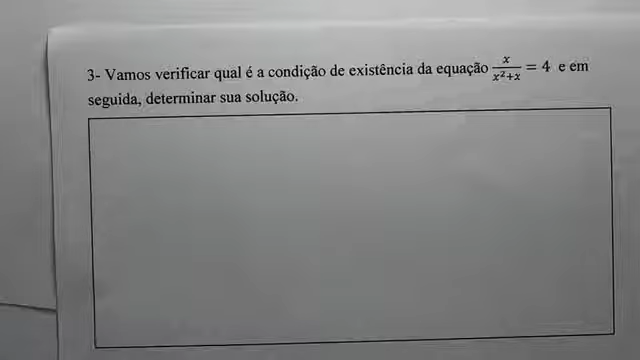 3- Vamos verificar qual é a condição de existência da equação x/(x²+x) = 4 e em
seguida, determinar sua solução.